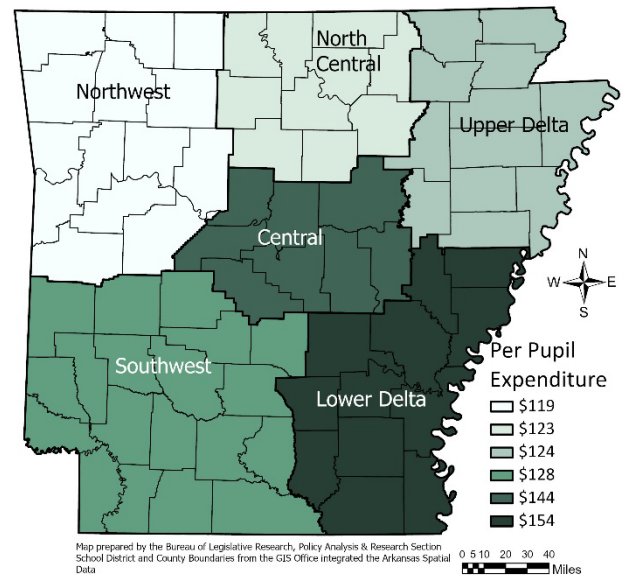 North
Central
Northwest
Upper Delta
Central
N
W
E
S
Southwest
Lower Delta
Per Pupil
Expenditure
$119
$123
$124
$128
$144
$154
Map prepared by the Bureau of Legislative Research, Policy Analysis & Research Section
School District and County Boundaries from the GIS Office integrated the Arkansas Spatial
Data
0 5 10 20 30 40
Miles